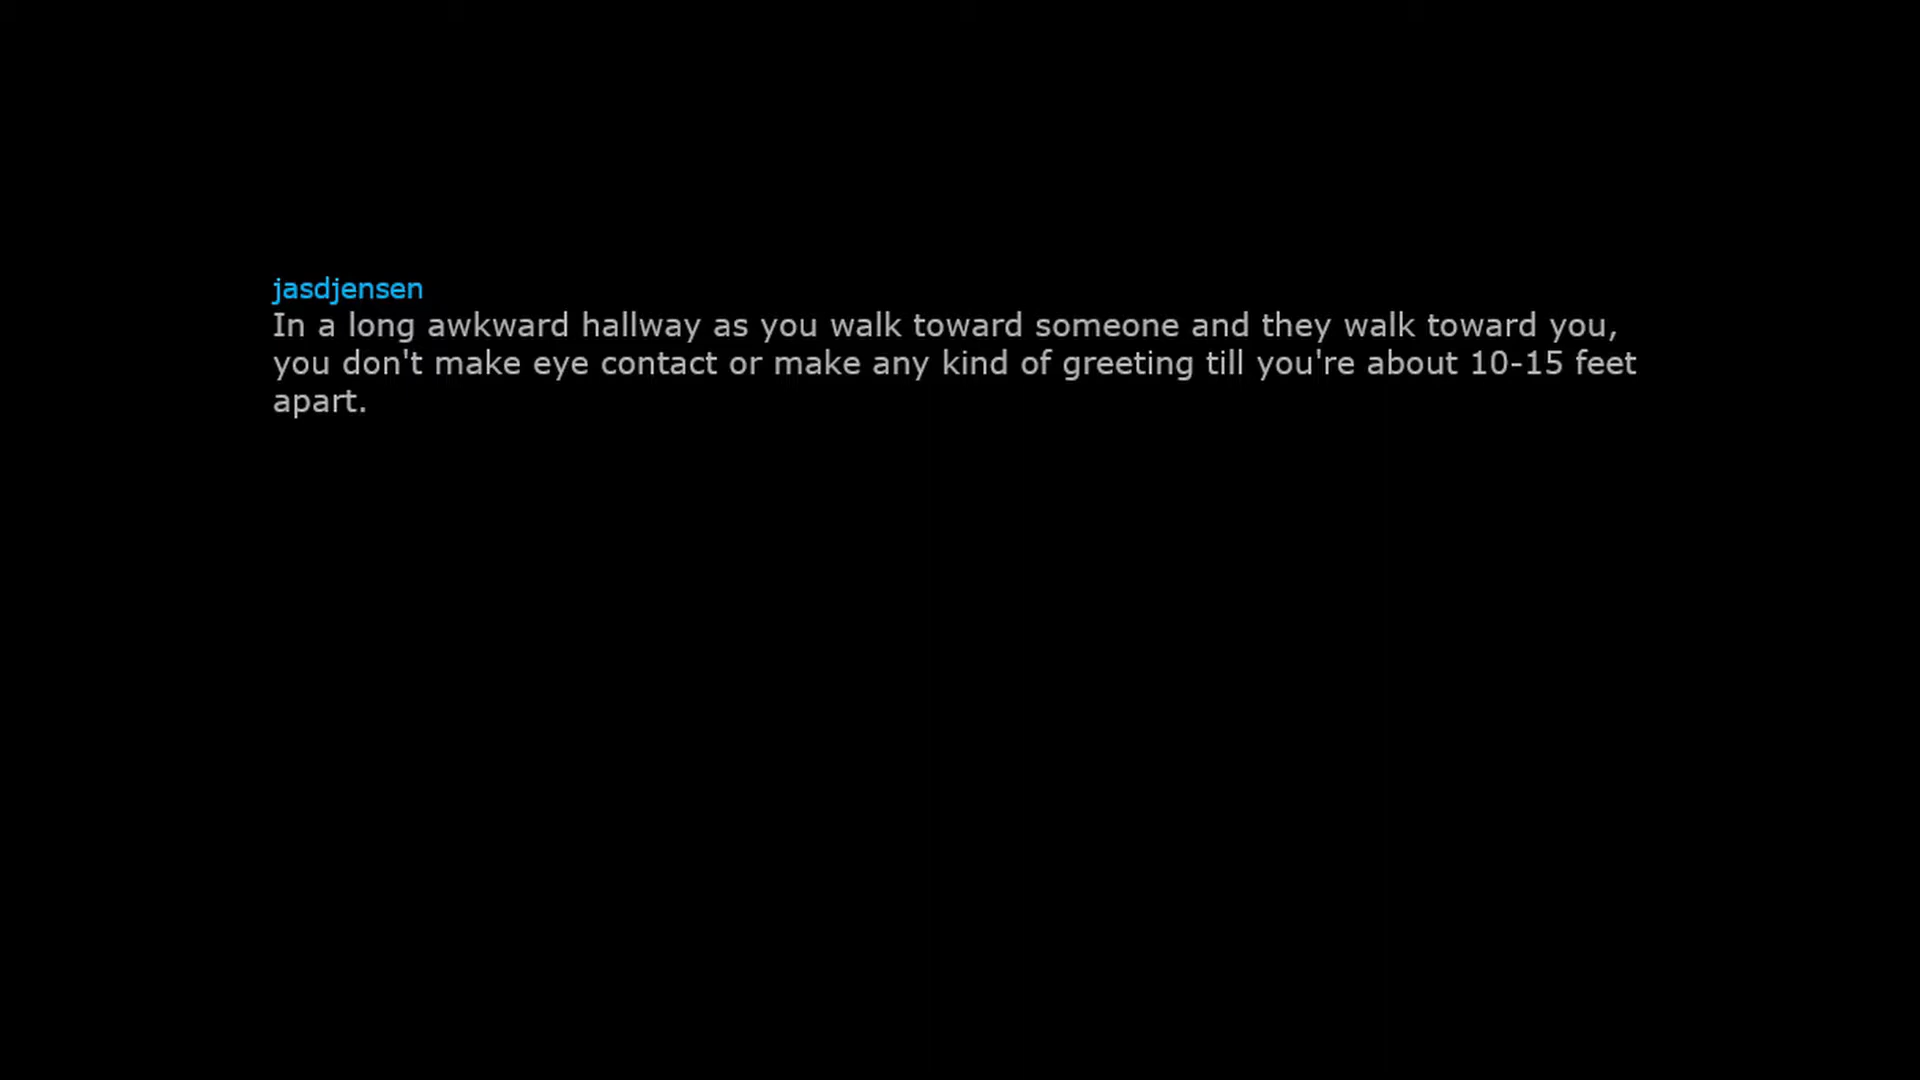 jasdjensen
In a long awkward hallway as you walk toward someone and they walk toward you,
you don't make eye contact or make any kind of greeting till you're about 10-15 feet
apart.